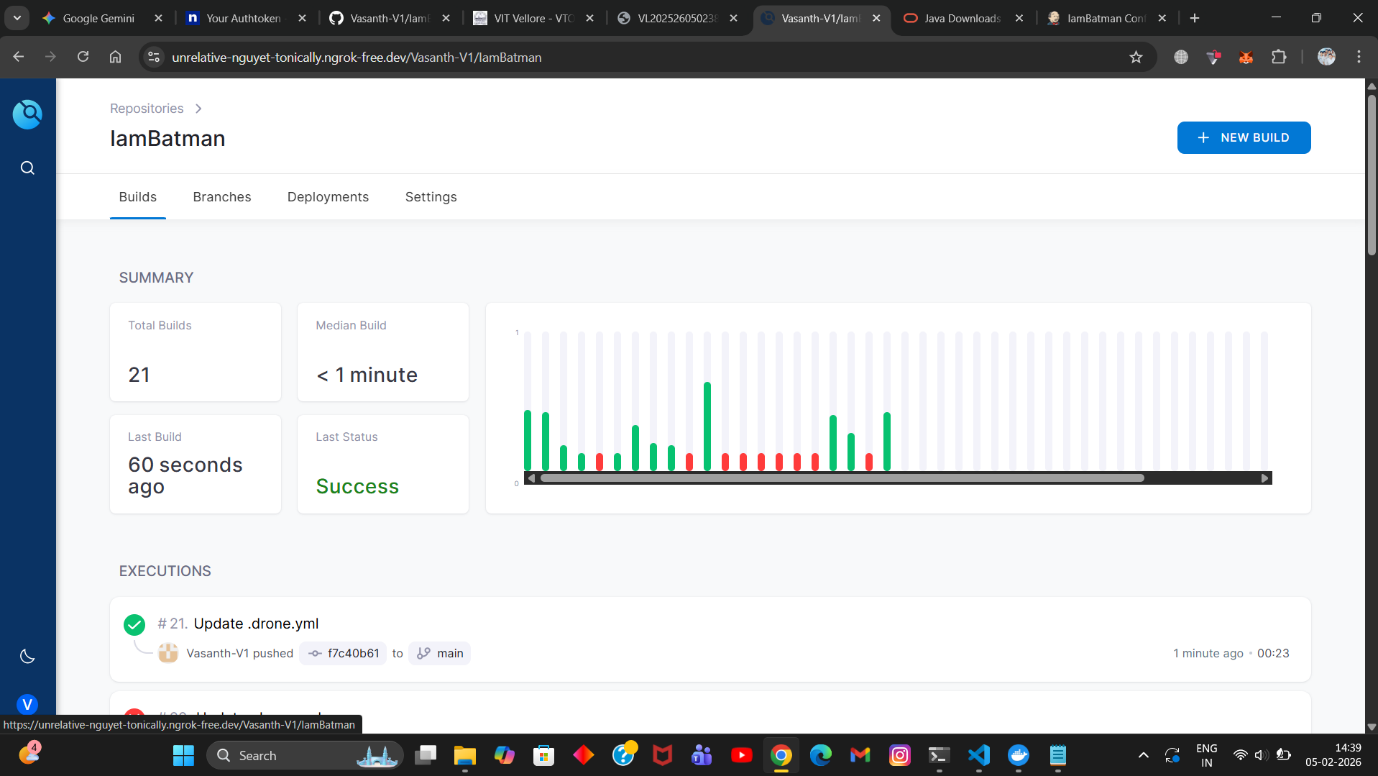 Google Gemini
Your Authtoken
Vasanth-V1/Iam
VIT Vellore - VTO
VL2025260502
Vasanth-V1/Iam
Java Downloads
IamBatman Con
unrelative-nguyet-tonically.ngrok-free.dev/Vasanth-V1/IamBatman
Repositories
IamBatman
NEW BUILD
Builds
Branches
Deployments
Settings
SUMMARY
Total Builds
21
Median Build
< 1 minute
Last Build
60 seconds
ago
Last Status
Success
1
0
EXECUTIONS
# 21. Update .drone.yml
Vasanth-V1 pushed f7c40b61 to main
1 minute ago • 00:23
V
https://unrelative-nguyet-tonically.ngrok-free.dev/Vasanth-V1/IamBatman
4
Search
ENG
IN
14:39
05-02-2026